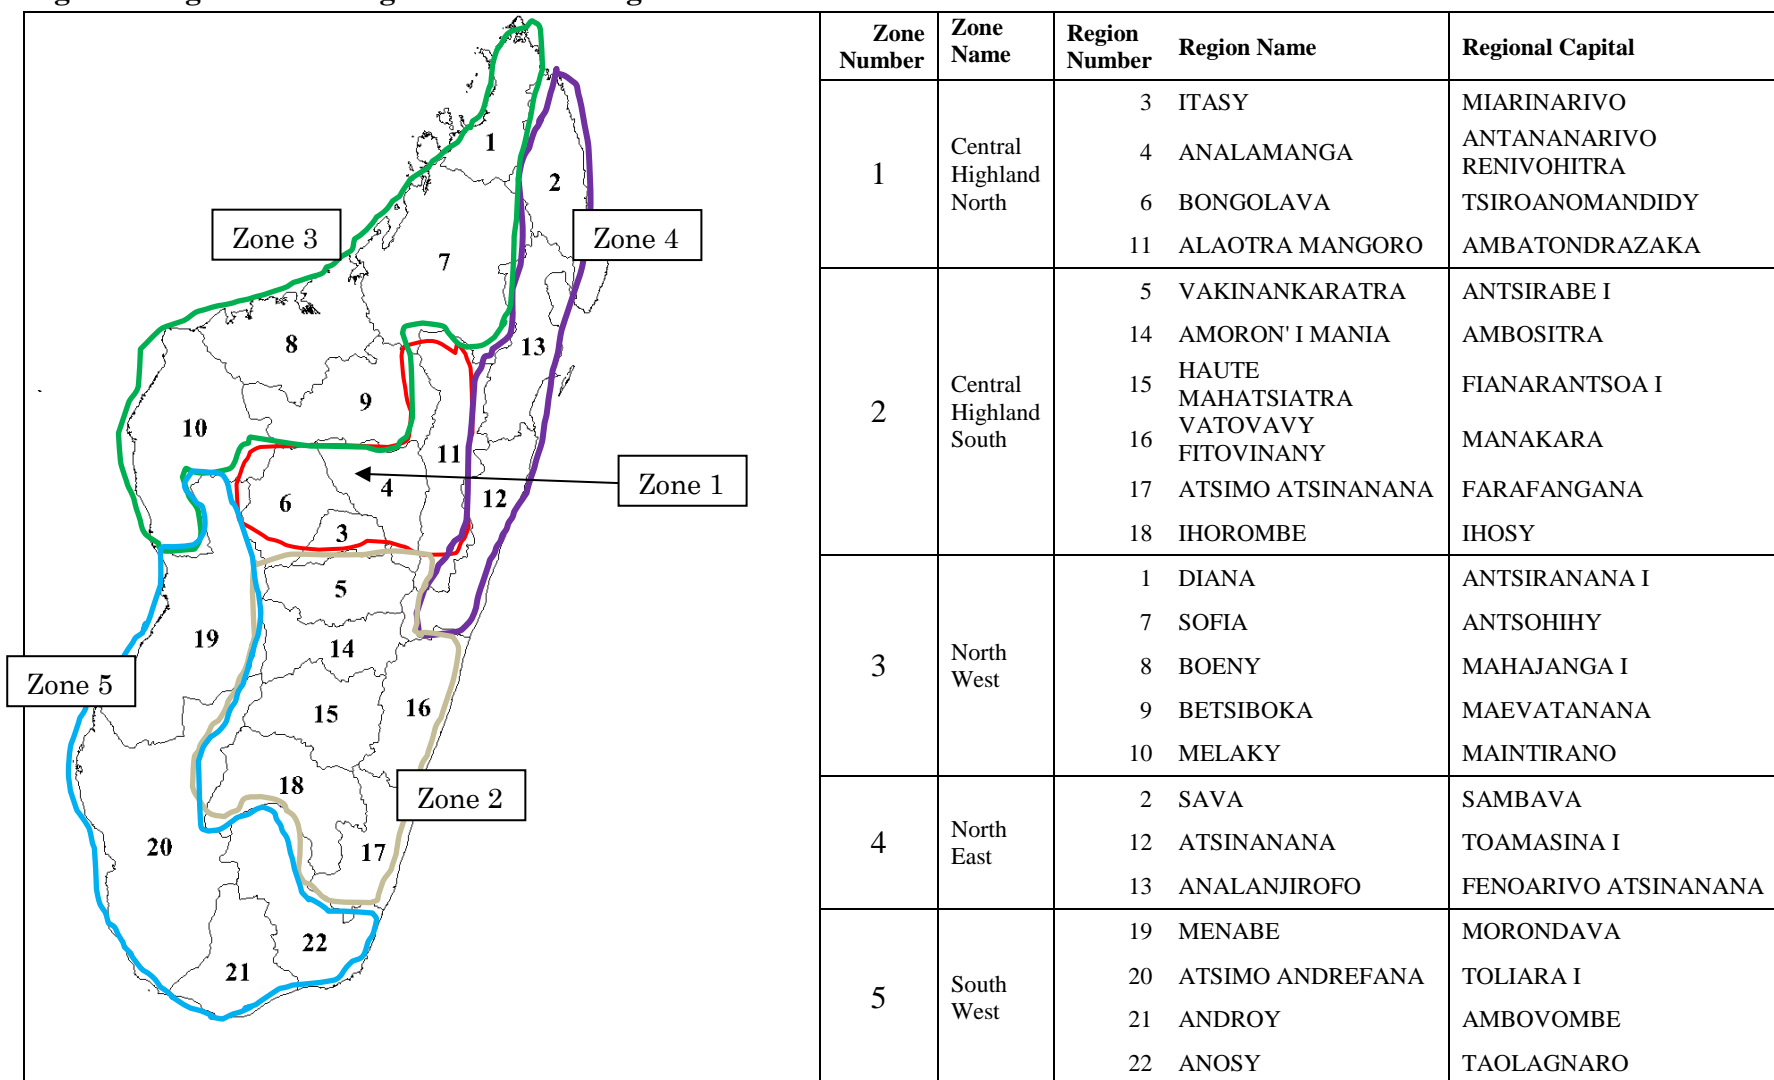 1
2
Zone 3
Zone 4
7
8
13
9
10
11
Zone 1
6
4
12
3
5
19
14
Zone 5
15
16
18
Zone 2
20
17
22
21
Zone Number
Zone Name
Region Number
Region Name
Regional Capital
1
Central
Highland
North
3 ITASY MIARINARIVO
4 ANALAMANGA ANTANANARIVO
RENIVOHITRA
6 BONGOLAVA TSIROANOMANDIDY
11 ALAOTRA MANGORO AMBATONDRAZAKA
2
Central
Highland
South
5 VAKINANKARATRA ANTSIRABE I
14 AMORON' I MANIA AMBOSITRA
15 HAUTE
MAHATSIATRA FIANARANTSOA I
16 VATOVAVY
FITOVINANY MANAKARA
17 ATSIMO ATSINANANA FARAFANGANA
18 IHOROMBE IHOSY
3
North
West
1 DIANA ANTSIRANANA I
7 SOFIA ANTSOHIHY
8 BOENY MAHAJANGA I
9 BETSIBOKA MAEVATANANA
10 MELAKY MAINTIRANO
4
North
East
2 SAVA SAMBAVA
12 ATSINANANA TOAMASINA I
13 ANALANJIROFO FENOARIVO ATSINANANA
5
South
West
19 MENABE MORONDAVA
20 ATSIMO ANDREFANA TOLIARA I
21 ANDROY AMBOVOMBE
22 ANOSY TAOLAGNARO